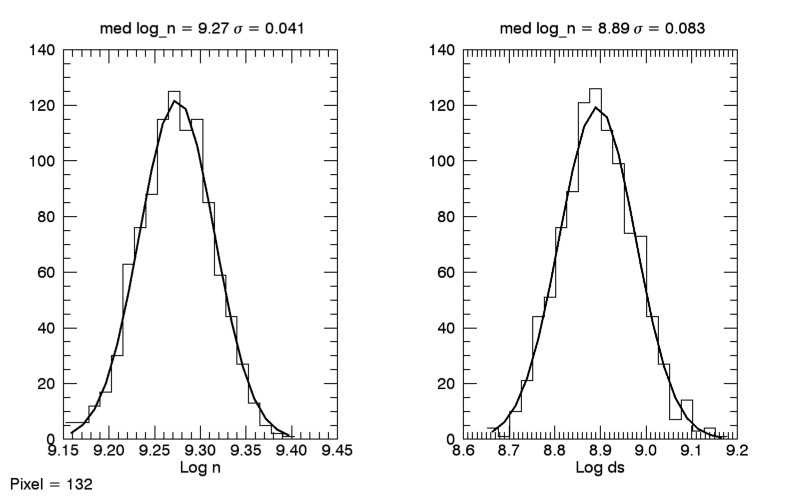 med log_n = 9.27 σ = 0.041
140
120
100
80
60
40
20
0
9.15 9.20 9.25 9.30 9.35 9.40 9.45
Log n
med log_n = 8.89 σ = 0.083
140
120
100
80
60
40
20
0
8.6 8.7 8.8 8.9 9.0 9.1 9.2
Log ds
Pixel = 132